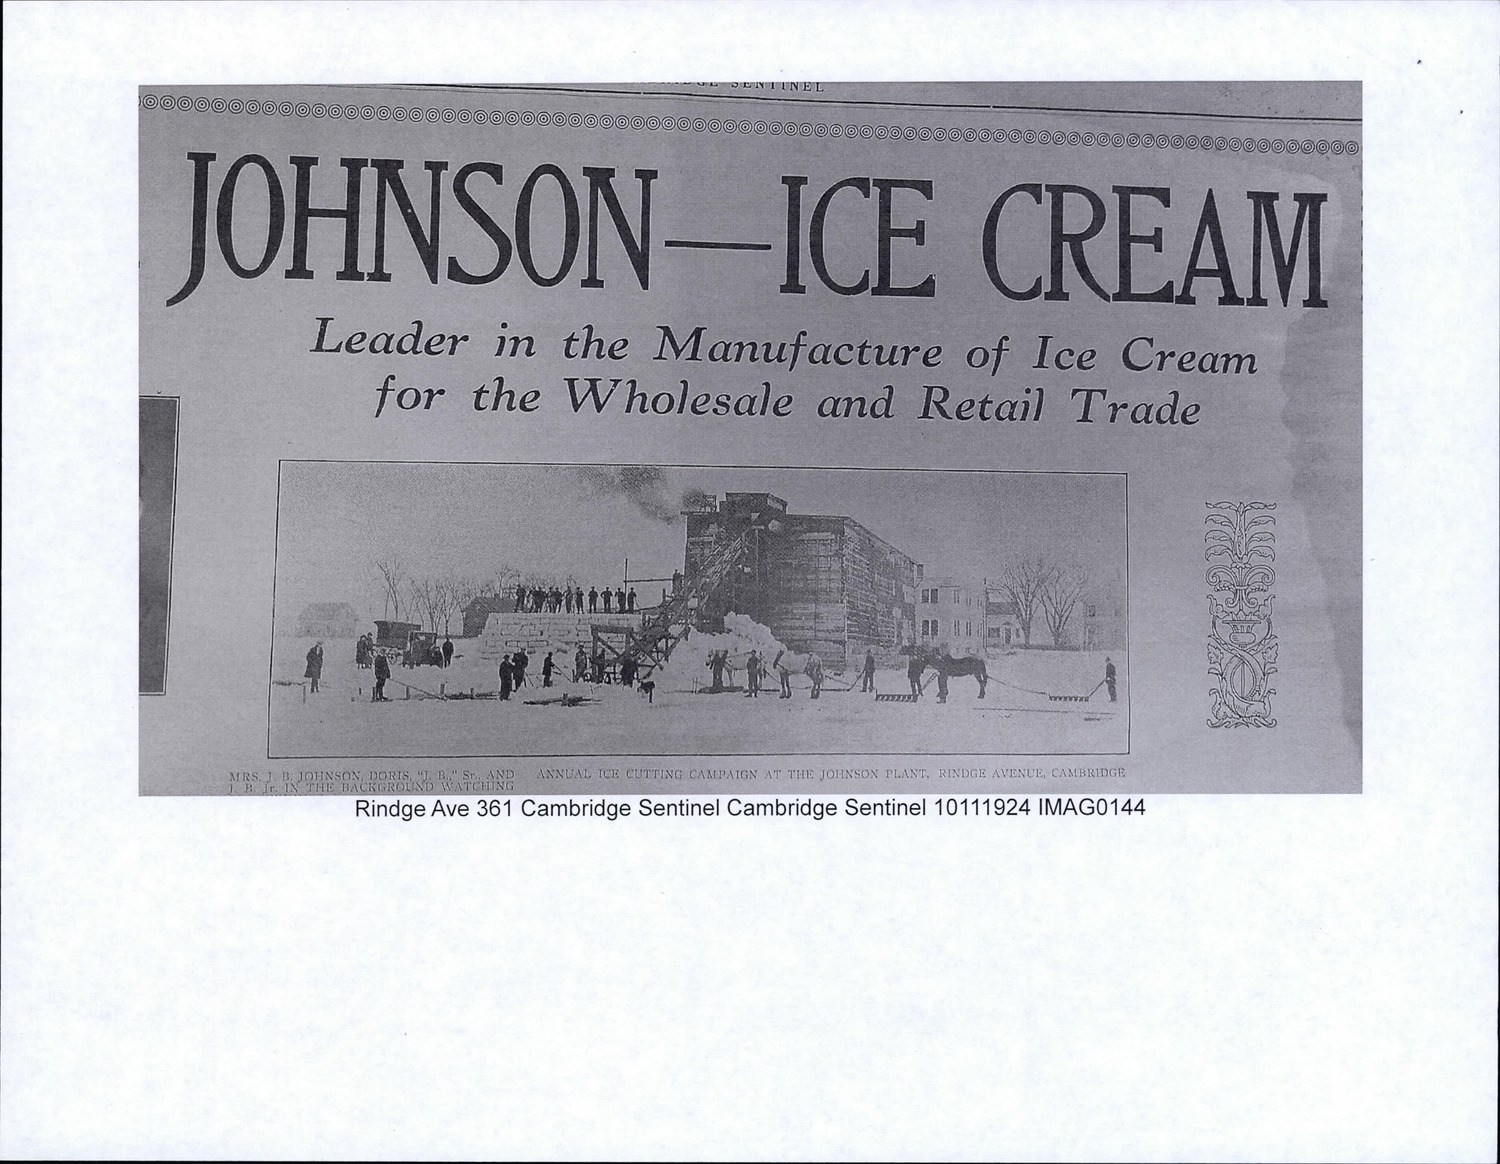 SENTINEL
JOHNSON—ICE CREAM
Leader in the Manufacture of Ice Cream
for the Wholesale and Retail Trade
MRS. J. B. JOHNSON, DORIS, "J. B.," Sr., AND
J. B. Jr. IN THE BACKGROUND WATCHING
ANNUAL ICE CUTTING CAMPAIGN AT THE JOHNSON PLANT, RINDGE AVENUE, CAMBRIDGE
Rindge Ave 361 Cambridge Sentinel Cambridge Sentinel 10111924 IMAG0144